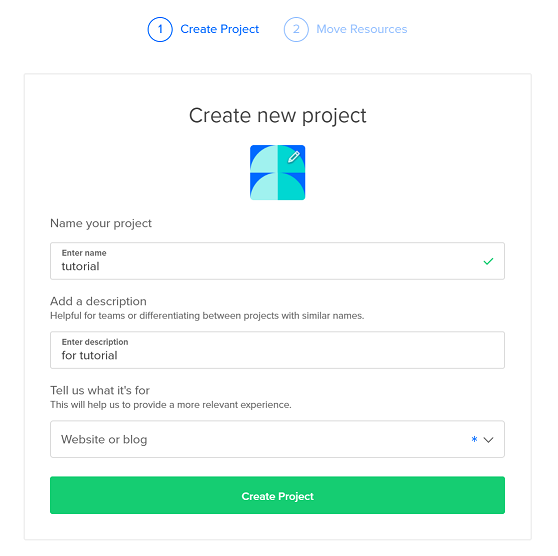 1 Create Project 2 Move Resources
Create new project
Name your project
Enter name
tutorial
Add a description
Helpful for teams or differentiating between projects with similar names.
Enter description
for tutorial
Tell us what it's for
This will help us to provide a more relevant experience.
Website or blog *
Create Project